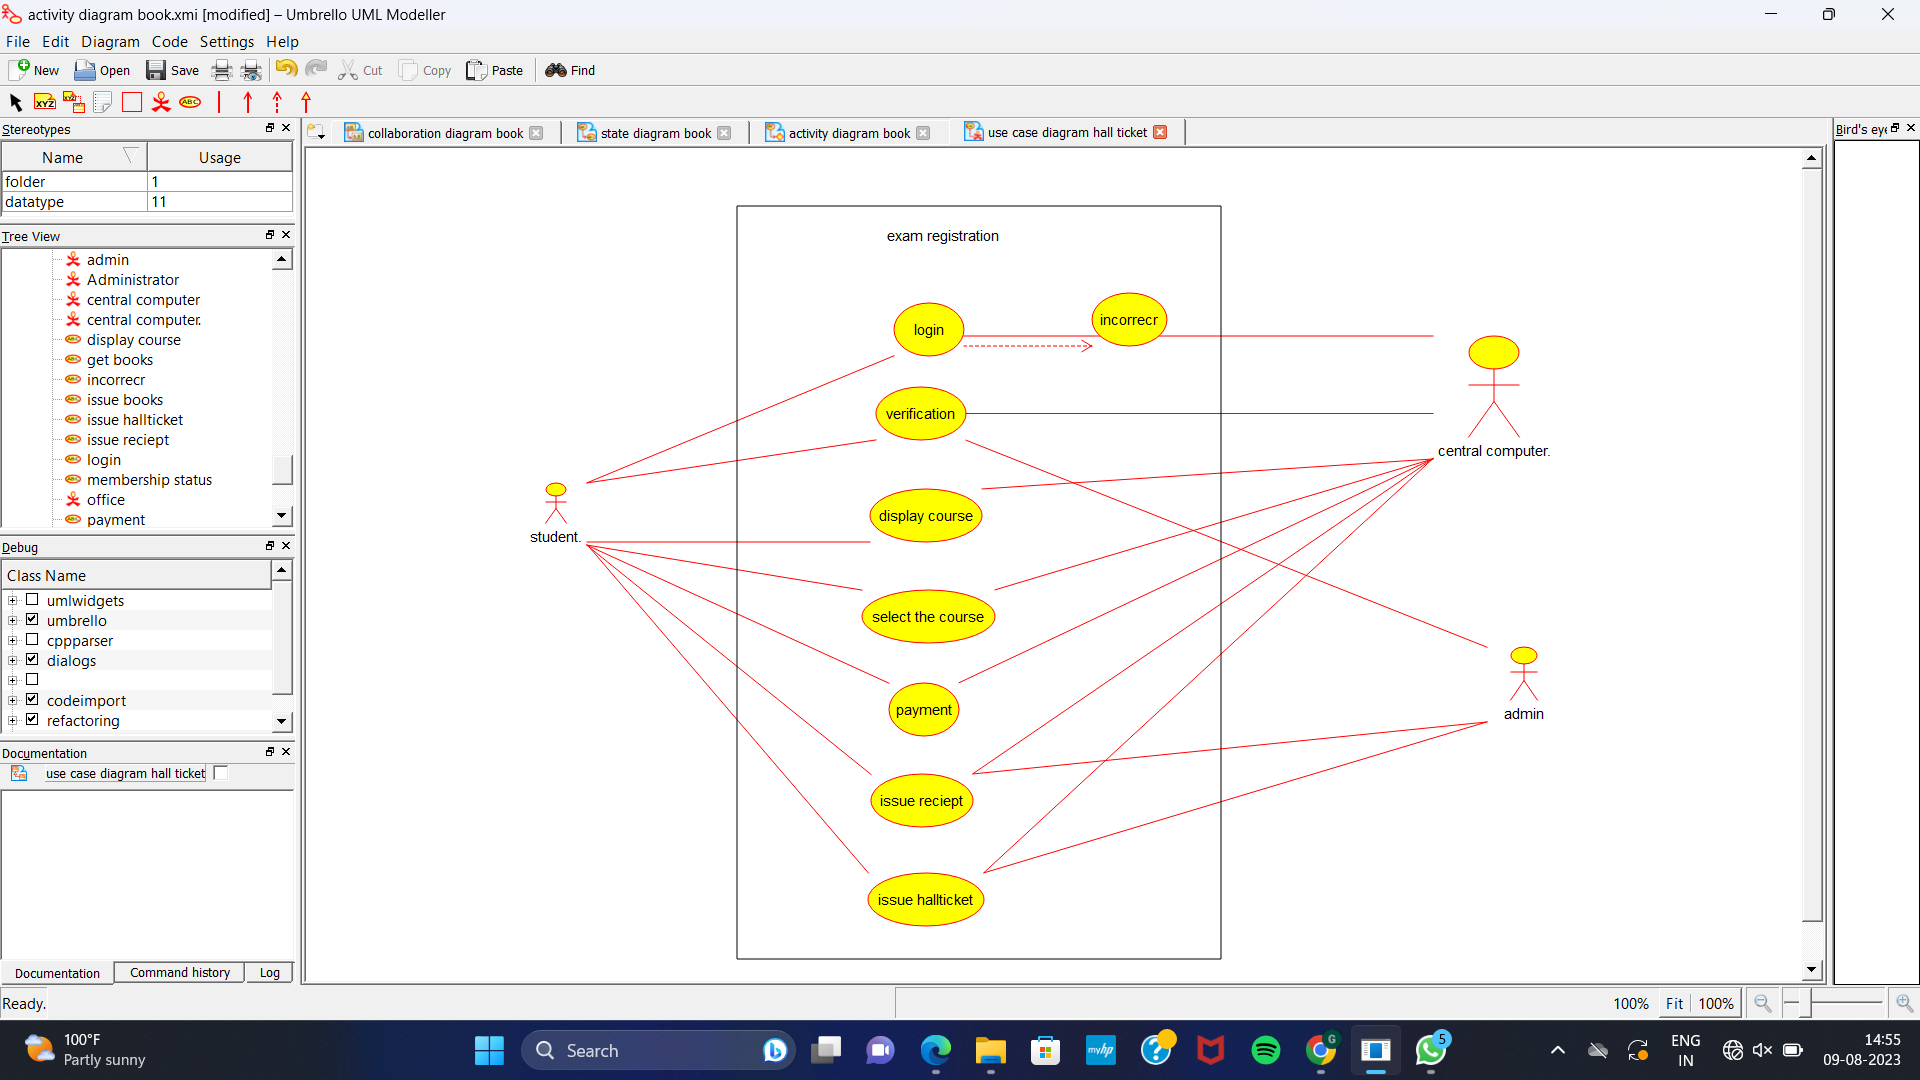 activity diagram book.xmi [modified] – Umbrello UML Modeller
File Edit Diagram Code Settings Help
New Open Save Cut Copy Paste Find
XYZ XYZ ABC
Stereotypes
Name Usage
folder 1
datatype 11
Tree View
admin
Administrator
central computer
central computer.
display course
get books
incorrecr
issue books
issue hallticket
issue reciept
login
membership status
office
payment
Debug
Class Name
umlwidgets
umbrello
cppparser
dialogs
codeimport
refactoring
Documentation
use case diagram hall ticket
Documentation Command history Log
collaboration diagram book state diagram book activity diagram book use case diagram hall ticket
Bird's eye
exam registration
login
incorrecr
verification
central computer.
display course
student.
select the course
payment
admin
issue reciept
issue hallticket
Ready.
100% Fit 100%
100°F
Partly sunny
Search
myhp
G
5
ENG
IN
14:55
09-08-2023